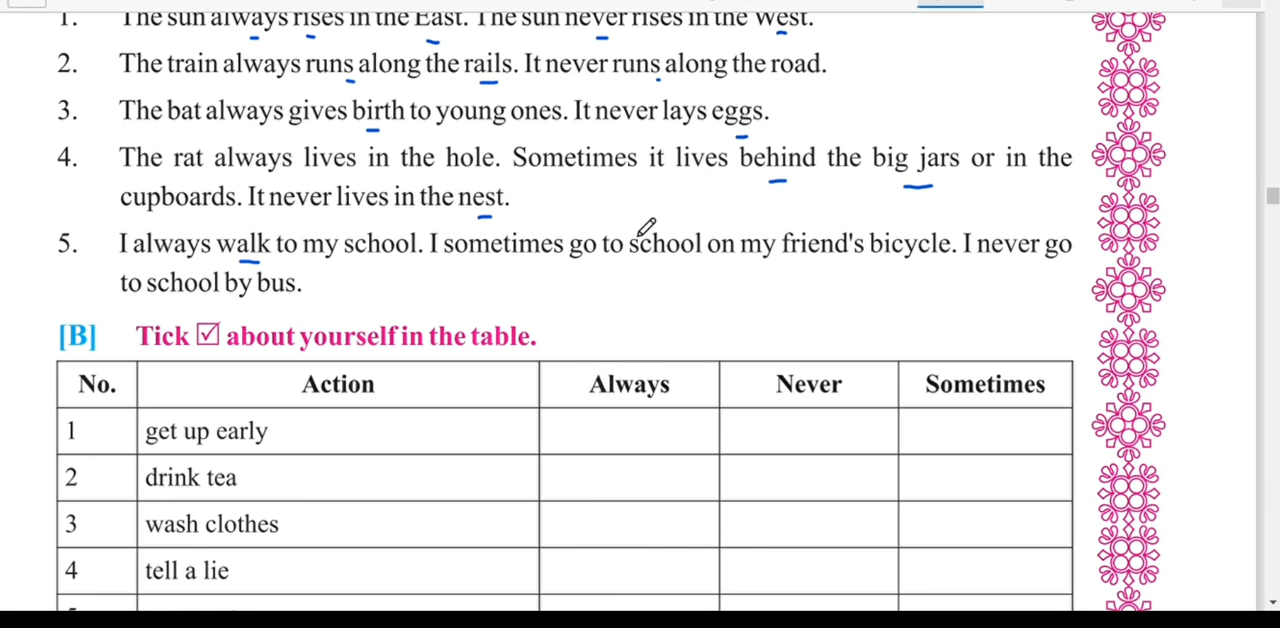 1. The sun always rises in the East. The sun never rises in the West.
2. The train always runs along the rails. It never runs along the road.
3. The bat always gives birth to young ones. It never lays eggs.
4. The rat always lives in the hole. Sometimes it lives behind the big jars or in the
cupboards. It never lives in the nest.
5. I always walk to my school. I sometimes go to school on my friend's bicycle. I never go
to school by bus.
[B] Tick ☑ about yourself in the table.
No. Action Always Never Sometimes
1 get up early
2 drink tea
3 wash clothes
4 tell a lie